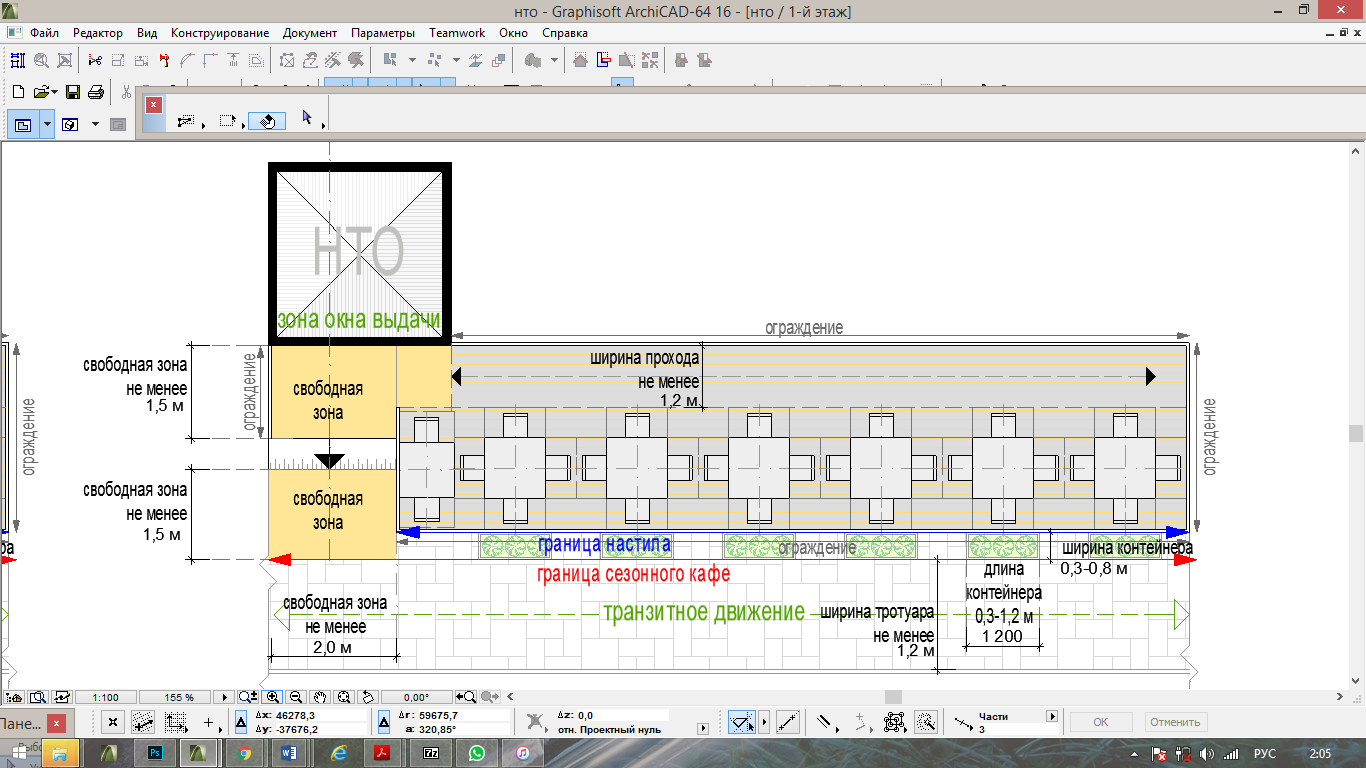 нто - Graphisoft ArchiCAD-64 16 - [нто / 1-й этаж]
Файл Редактор Вид Конструирование Документ Параметры Teamwork Окно Справка
НТО
зона окна выдачи
ограждение
свободная зона
не менее
1,5 м
ограждение
свободная
зона
ширина прохода
не менее
1,2 м
ограждение
ограждение
свободная зона
не менее
1,5 м
свободная
зона
граница настила
ограждение
ширина контейнера
0,3-0,8 м
граница сезонного кафе
длина
контейнера
0,3-1,2 м
1 200
свободная зона
не менее
2,0 м
транзитное движение
ширина тротуара
не менее
1,2 м
1:100 155 % 0,00°
Пане...
Δx: 46278,3
Δy: -37676,2
Δr: 59675,7
a: 320,85°
Δz: 0,0
отн. Проектный нуль
Части
3
OK
Отменить
Ps
7z
РУС
2:05